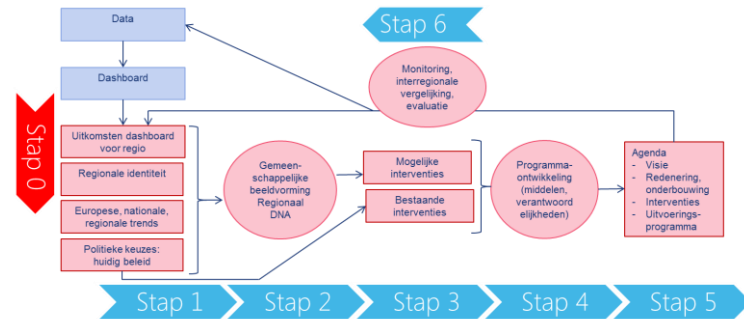 Data
Stap 6
Dashboard
Monitoring,
interregionale
vergelijking,
evaluatie
Stap 0
Uitkomsten dashboard
voor regio
Regionale identiteit
Europese, nationale,
regionale trends
Politieke keuzes:
huidig beleid
Gemeen-
schappelijke
beeldvorming
Regionaal
DNA
Mogelijke
interventies
Bestaande
interventies
Programma-
ontwikkeling
(middelen,
verantwoord
elijkheden)
Agenda
- Visie
- Redenering,
onderbouwing
- Interventies
- Uitvoerings-
programma
Stap 1
Stap 2
Stap 3
Stap 4
Stap 5